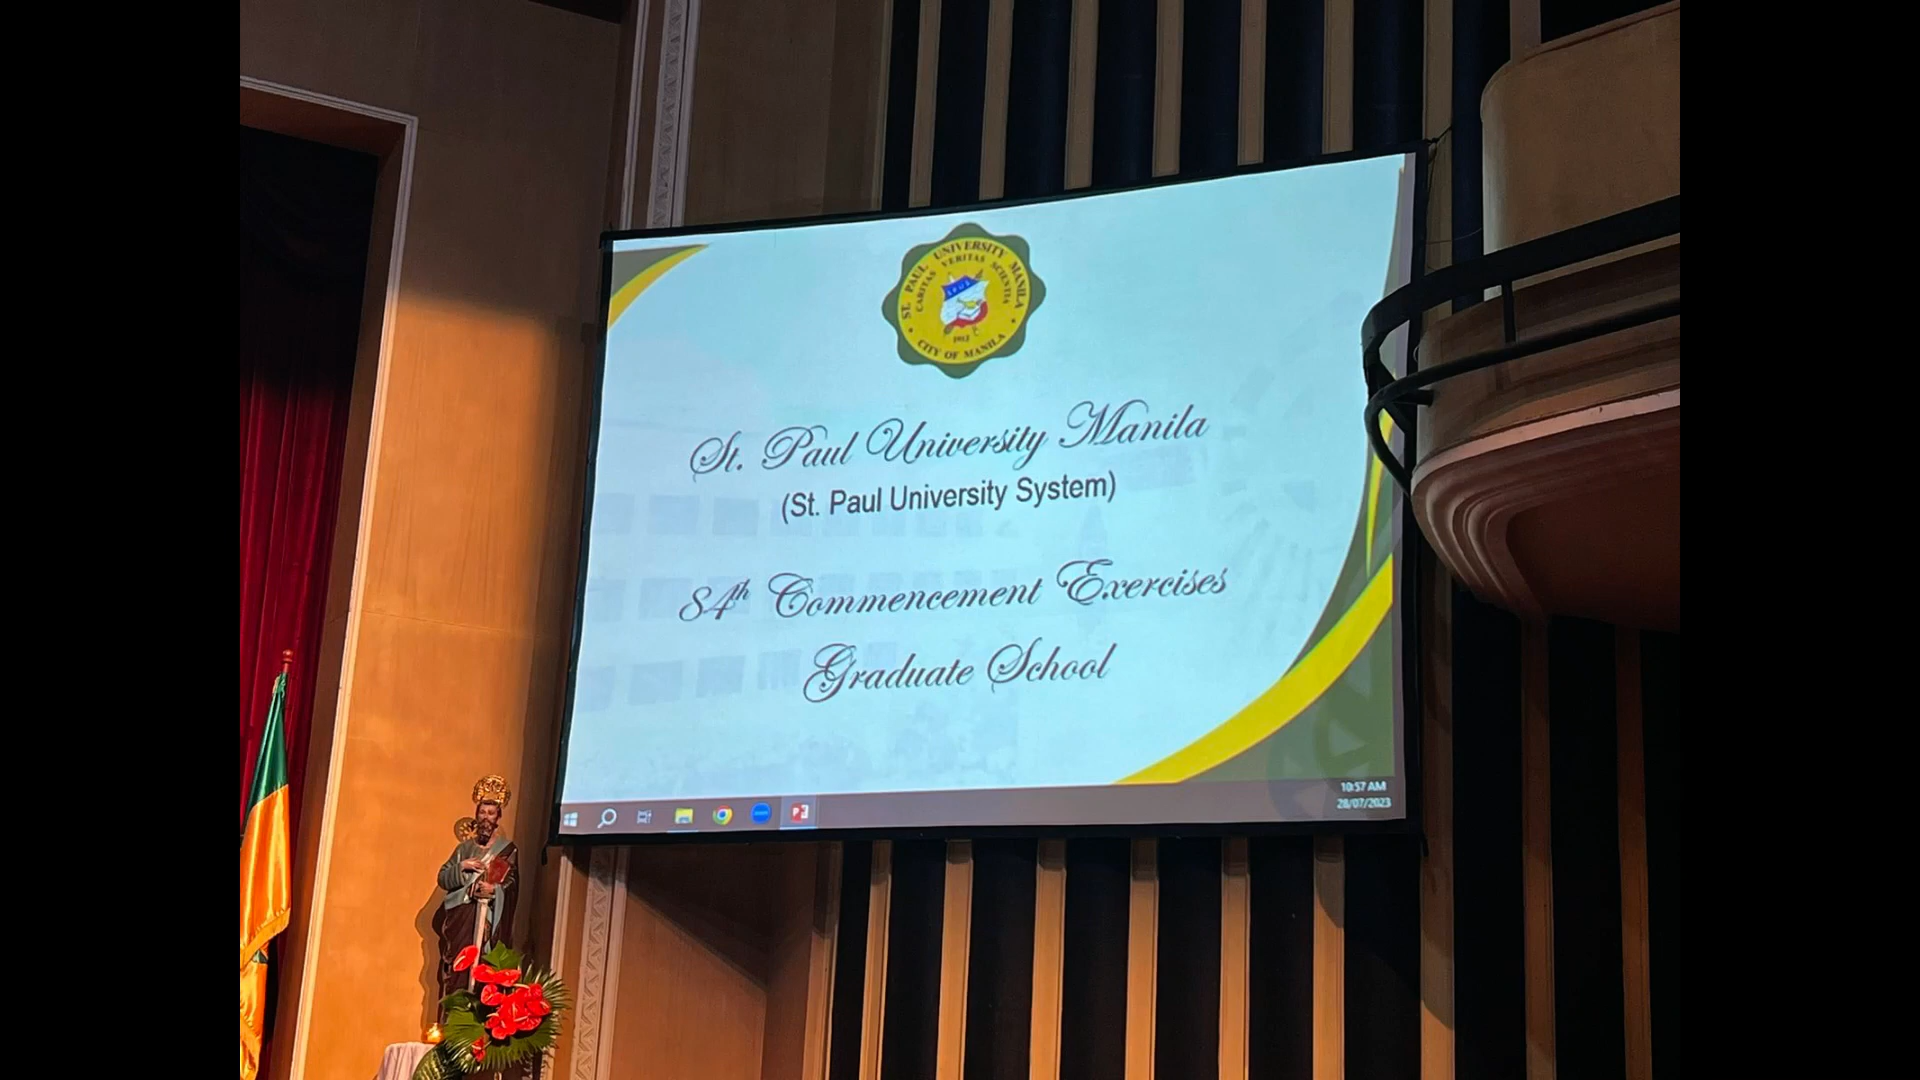 ST. PAUL UNIVERSITY MANILA
CARITAS VERITAS SCIENTIA
SPUS
1912
CITY OF MANILA
St. Paul University Manila
(St. Paul University System)
84th Commencement Exercises
Graduate School
10:57 AM
28/07/2023